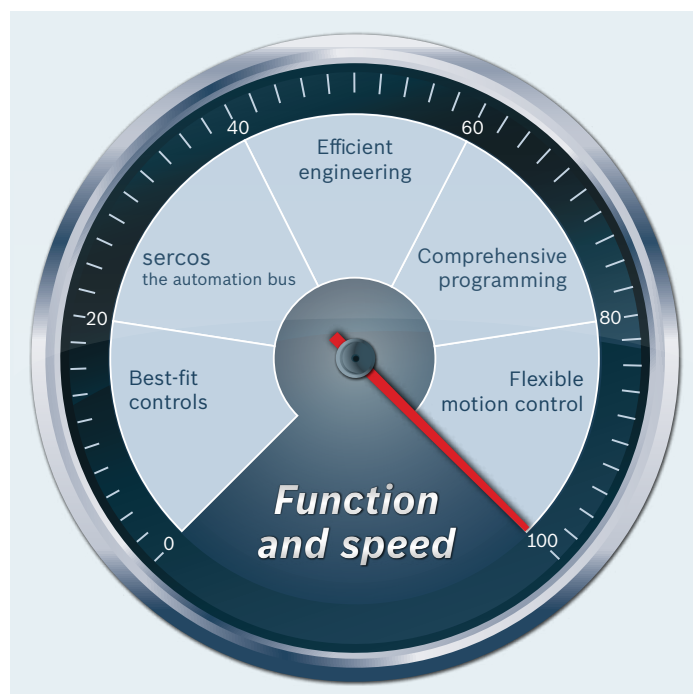 40
60
Efficient
engineering
sercos
the automation bus
Comprehensive
programming
20
80
Best-fit
controls
Flexible
motion control
Function
and speed
0
100